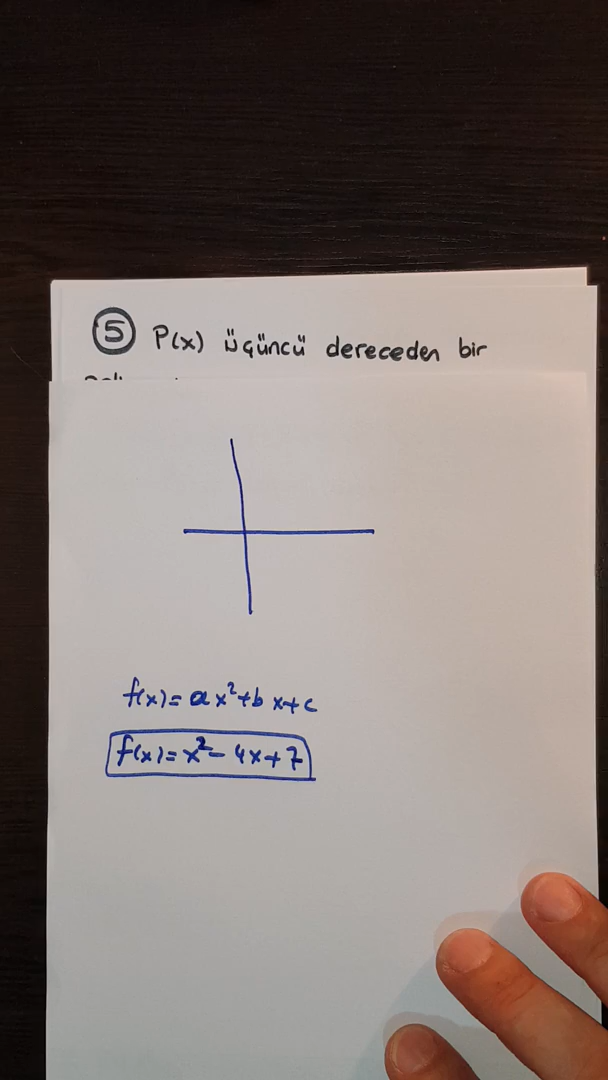 5 P(x) üçüncü dereceden bir
f(x)= ax²+bx+c
f(x)=x²-4x+7